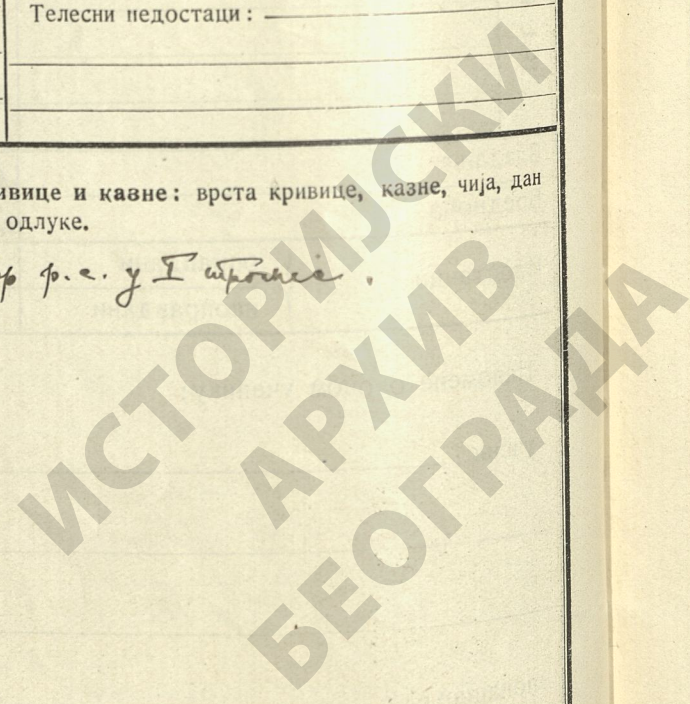 Телесни недостаци:
ивице и казне: врста кривице, казне, чија, дан
одлуке.
р р. с. у I
ИСТОРИЈСКИ
АРХИВ
БЕОГРАДА